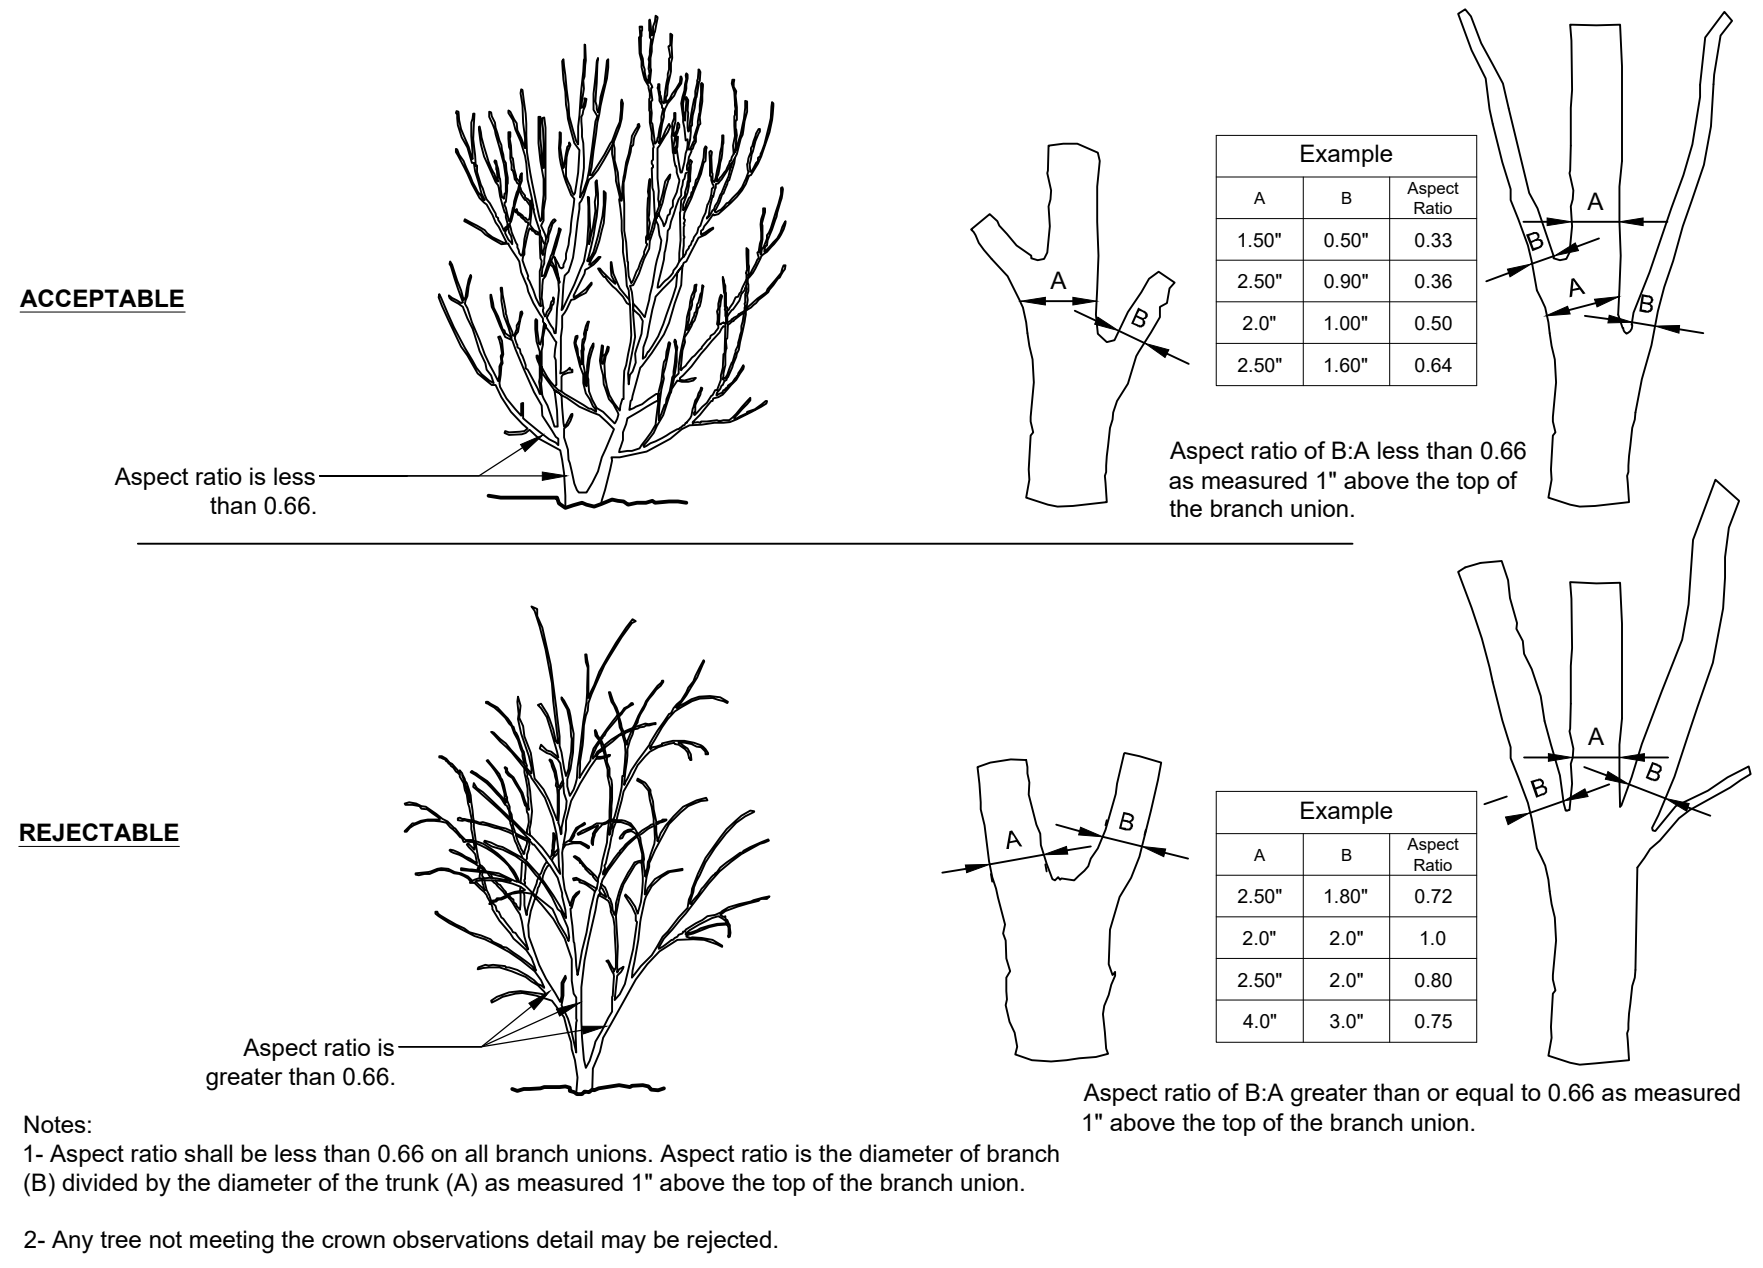 ACCEPTABLE
Aspect ratio is less
than 0.66.
A
B
Example
A B Aspect
Ratio
1.50" 0.50" 0.33
2.50" 0.90" 0.36
2.0" 1.00" 0.50
2.50" 1.60" 0.64
A
B
A
B
Aspect ratio of B:A less than 0.66
as measured 1" above the top of
the branch union.
REJECTABLE
Aspect ratio is
greater than 0.66.
A
B
Example
A B Aspect
Ratio
2.50" 1.80" 0.72
2.0" 2.0" 1.0
2.50" 2.0" 0.80
4.0" 3.0" 0.75
A
B
B
Aspect ratio of B:A greater than or equal to 0.66 as measured
1" above the top of the branch union.
Notes:
1- Aspect ratio shall be less than 0.66 on all branch unions. Aspect ratio is the diameter of branch
(B) divided by the diameter of the trunk (A) as measured 1" above the top of the branch union.
2- Any tree not meeting the crown observations detail may be rejected.